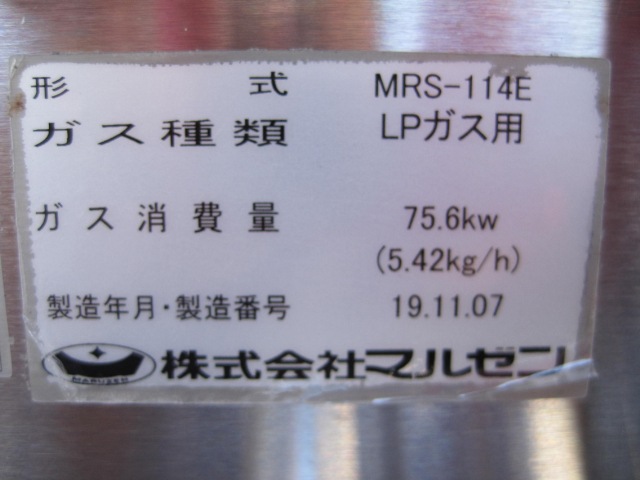 形式 MRS-114E
ガス種類 LPガス用
ガス消費量 75.6kw
(5.42kg/h)
製造年月・製造番号 19.11.07
MARUZEN 株式会社マルゼン